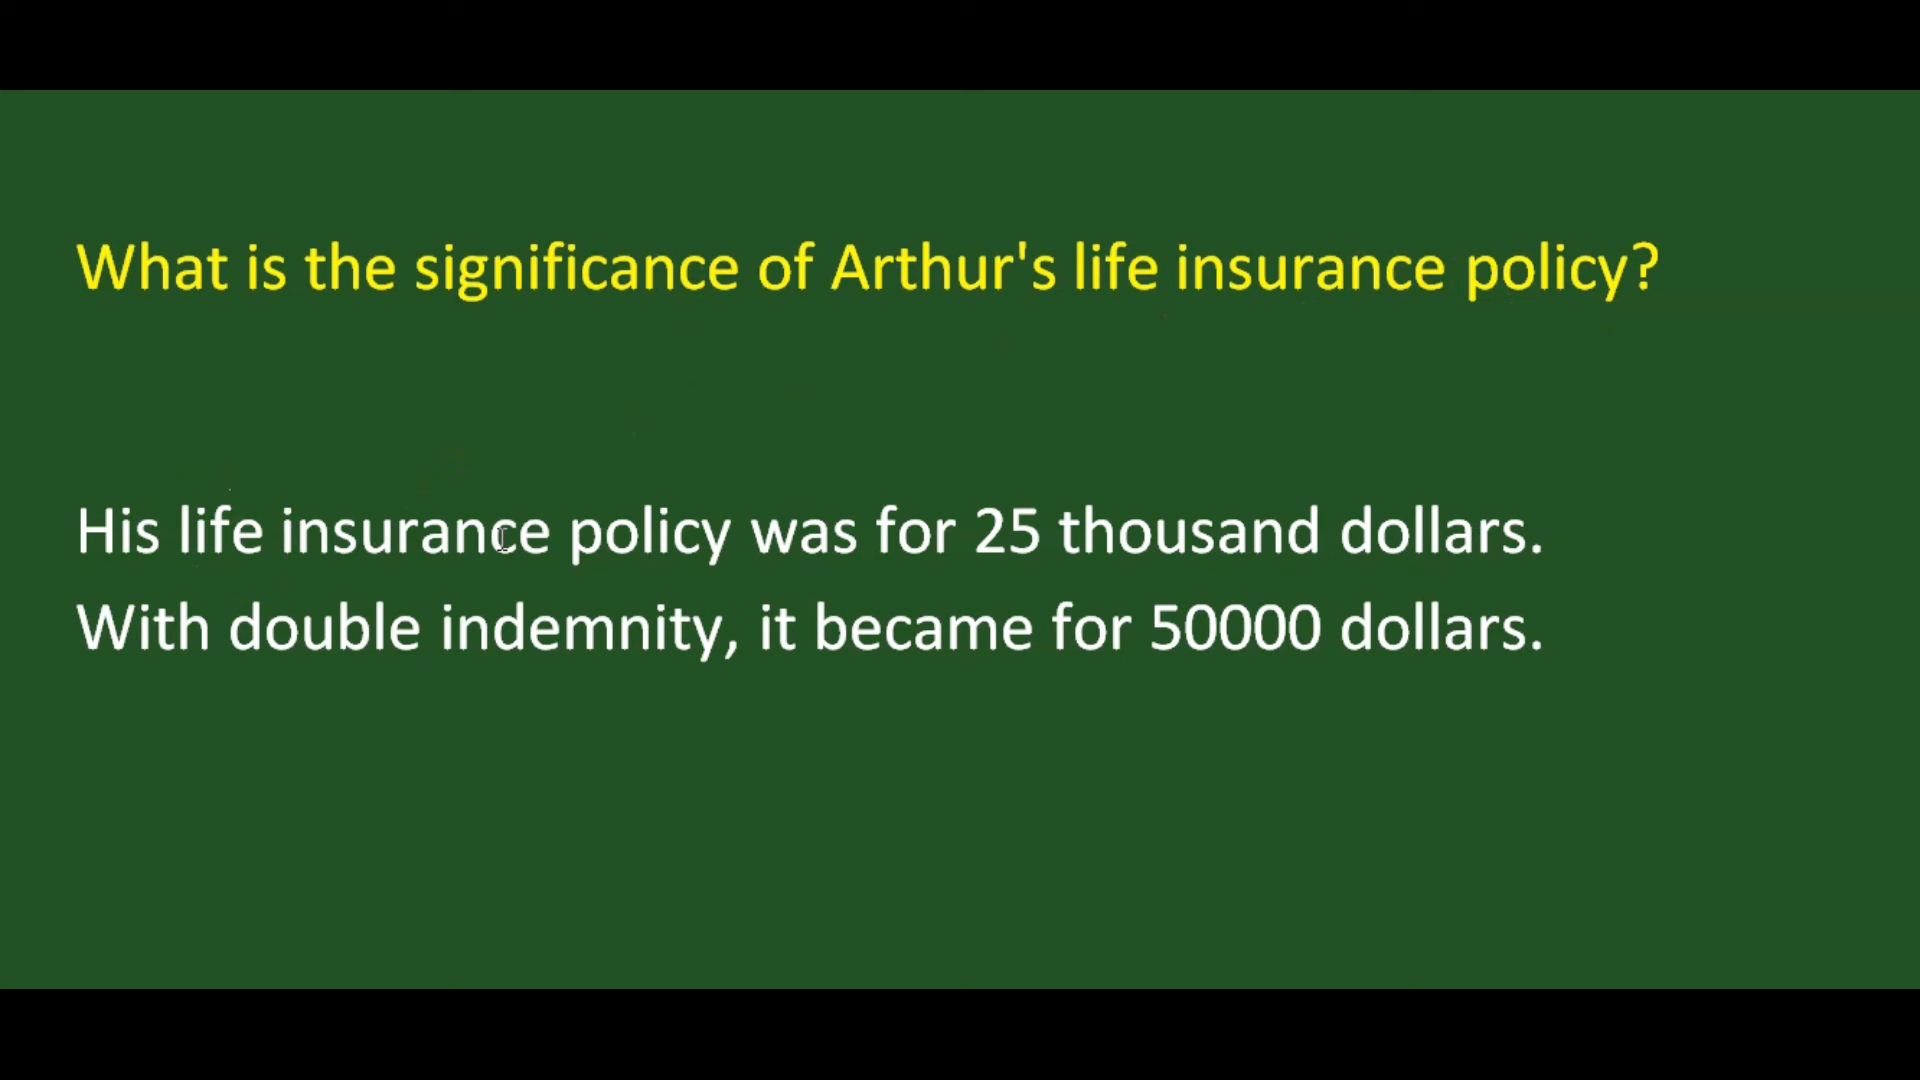 What is the significance of Arthur's life insurance policy?
His life insurance policy was for 25 thousand dollars.
With double indemnity, it became for 50000 dollars.